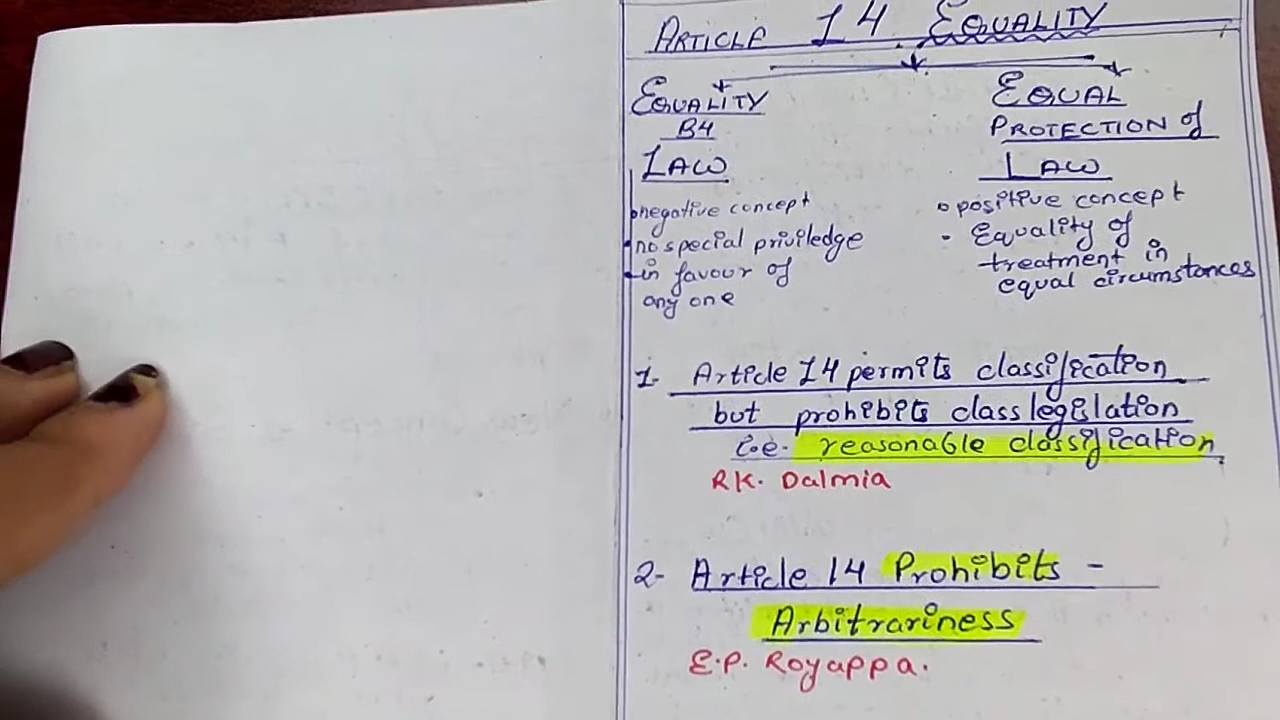 ARTICLE 14. EQUALITY
EQUALITY
B4
LAW
negative concept
no special priviledge
in favour of
any one
EQUAL
PROTECTION of
LAW
positive concept
- Equality of
treatment in
equal circumstances
1- Article 14 permits classification
but prohibits class legislation
i.e. reasonable classification
R.K. Dalmia
2- Article 14 Prohibits -
Arbitrariness
E.P. Royappa.